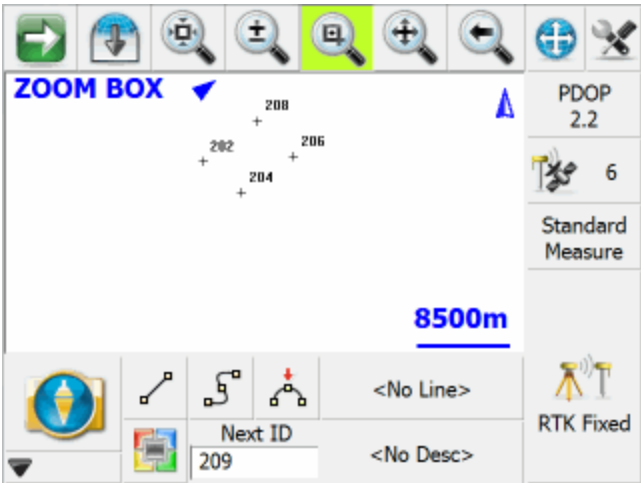 ZOOM BOX
208
202
206
204
8500m
PDOP
2.2
6
Standard
Measure
RTK Fixed
<No Line>
Next ID
209
<No Desc>